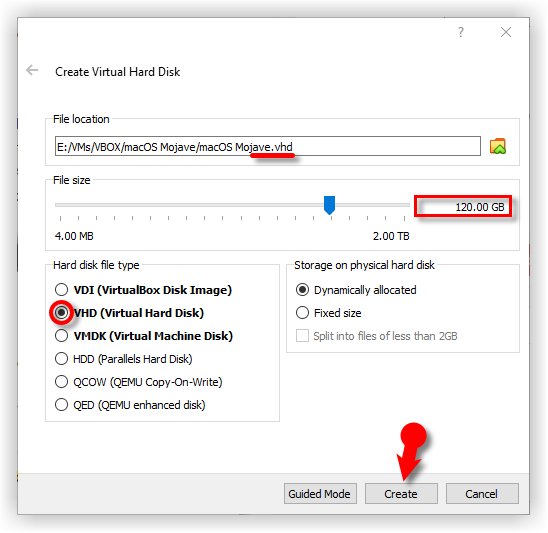 ?
Create Virtual Hard Disk
File location
E:/VMs/VBOX/macOS Mojave/macOS Mojave.vhd
File size
120.00 GB
4.00 MB 2.00 TB
Hard disk file type
VDI (VirtualBox Disk Image)
VHD (Virtual Hard Disk)
VMDK (Virtual Machine Disk)
HDD (Parallels Hard Disk)
QCOW (QEMU Copy-On-Write)
QED (QEMU enhanced disk)
Storage on physical hard disk
Dynamically allocated
Fixed size
Split into files of less than 2GB
Guided Mode Create Cancel